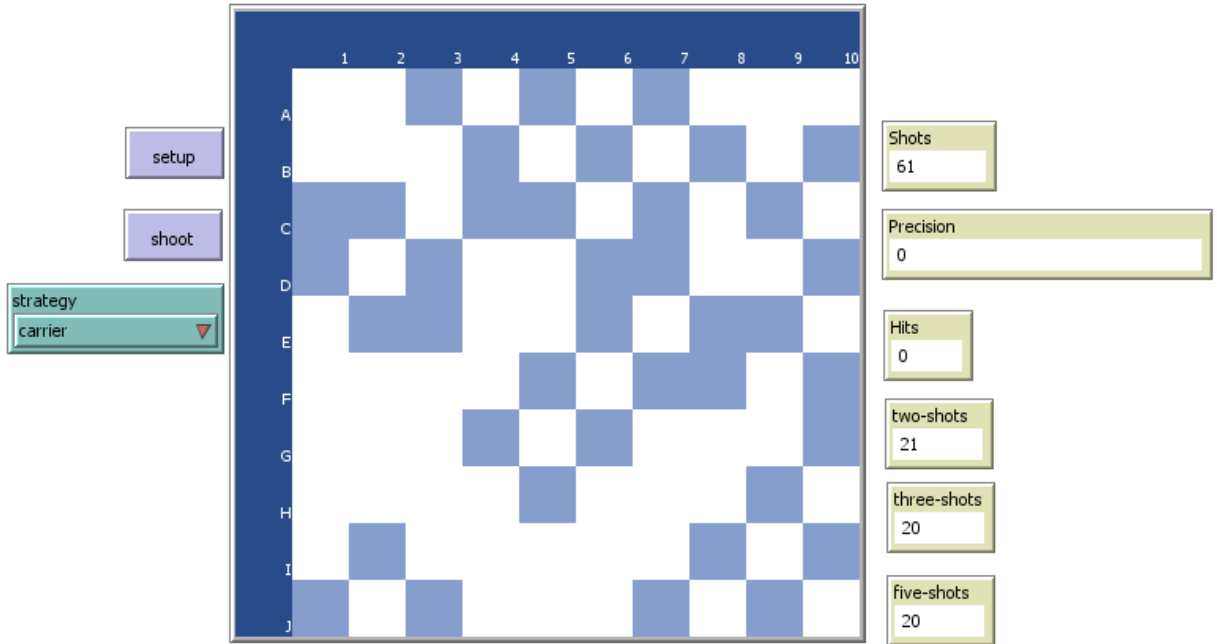 1 2 3 4 5 6 7 8 9 10
A
B
C
D
E
F
G
H
I
J
setup
shoot
strategy
carrier
Shots
61
Precision
0
Hits
0
two-shots
21
three-shots
20
five-shots
20